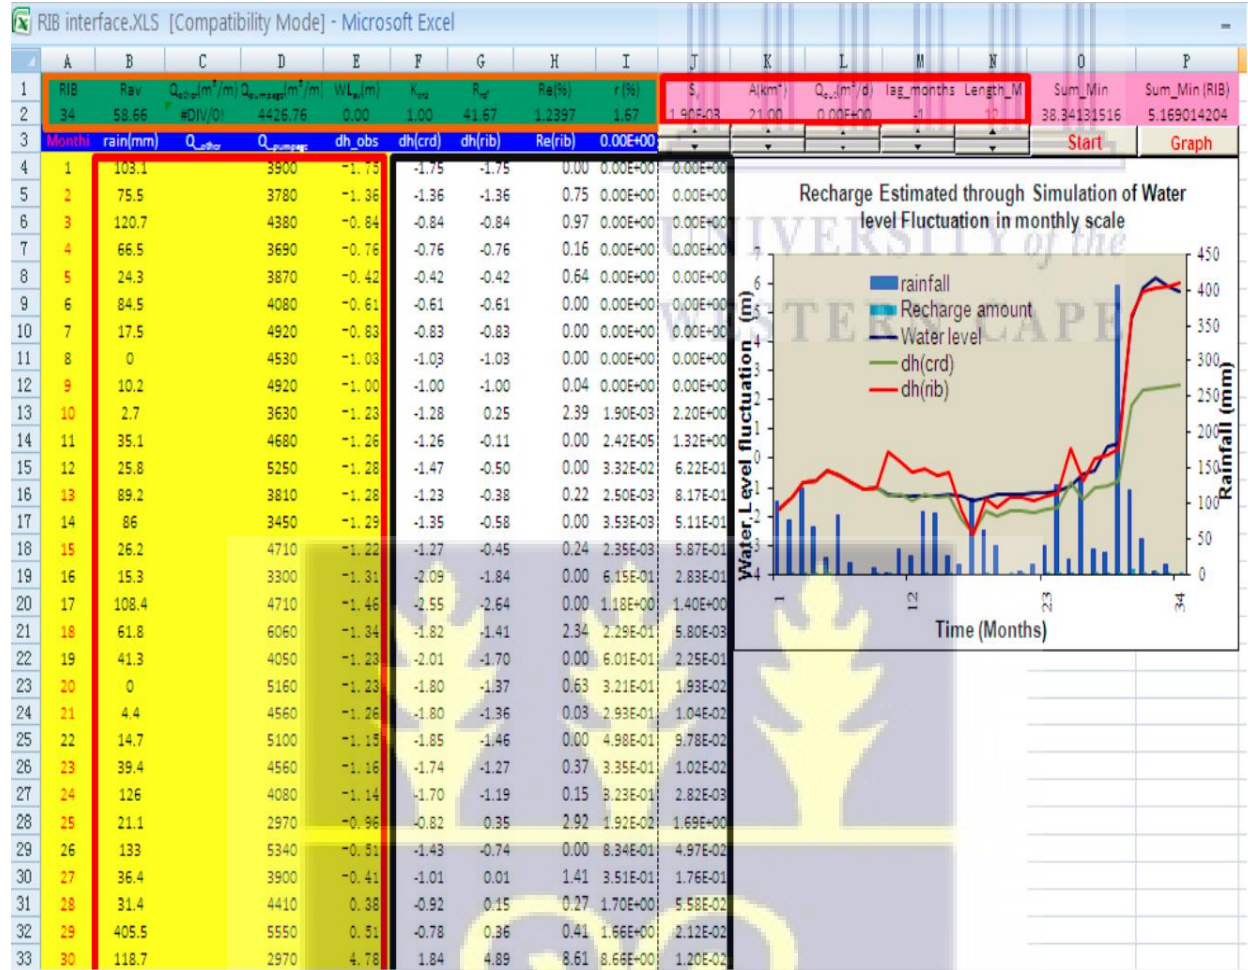 RIB interface.XLS [Compatibility Mode] - Microsoft Excel
A B C D E F G H I J K L M N O P
1 RIB Rav Q_other(m³/m) Q_pumpage(m³/m) WL_av(m) K_crd R_ref Re(%) r (%) S_y A(km²) Q_out(m³/d) lag_months Length_M Sum_Min Sum_Min (RIB)
2 34 58.66 #DIV/0! 4426.76 0.00 1.00 41.67 1.2397 1.67 1.90E-03 21.00 0.00E+00 -1 12 38.34131516 5.169014204
3 Monthi rain(mm) Q_other Q_pumpage dh_obs dh(crd) dh(rib) Re(rib) 0.00E+00 Start Graph
4 1 103.1 3900 -1.75 -1.75 -1.75 0.00 0.00E+00 0.00E+00
5 2 75.5 3780 -1.36 -1.36 -1.36 0.75 0.00E+00 0.00E+00
6 3 120.7 4380 -0.84 -0.84 -0.84 0.97 0.00E+00 0.00E+00
7 4 66.5 3690 -0.76 -0.76 -0.76 0.16 0.00E+00 0.00E+00
8 5 24.3 3870 -0.42 -0.42 -0.42 0.64 0.00E+00 0.00E+00
9 6 84.5 4080 -0.61 -0.61 -0.61 0.00 0.00E+00 0.00E+00
10 7 17.5 4920 -0.83 -0.83 -0.83 0.00 0.00E+00 0.00E+00
11 8 0 4530 -1.03 -1.03 -1.03 0.00 0.00E+00 0.00E+00
12 9 10.2 4920 -1.00 -1.00 -1.00 0.04 0.00E+00 0.00E+00
13 10 2.7 3630 -1.23 -1.28 0.25 2.39 1.90E-03 2.20E+00
14 11 35.1 4680 -1.26 -1.26 -0.11 0.00 2.42E-05 1.32E+00
15 12 25.8 5250 -1.28 -1.47 -0.50 0.00 3.32E-02 6.22E-01
16 13 89.2 3810 -1.28 -1.23 -0.38 0.22 2.50E-03 8.17E-01
17 14 86 3450 -1.29 -1.35 -0.58 0.00 3.53E-03 5.11E-01
18 15 26.2 4710 -1.22 -1.27 -0.45 0.24 2.35E-03 5.87E-01
19 16 15.3 3300 -1.31 -2.09 -1.84 0.00 6.15E-01 2.83E-01
20 17 108.4 4710 -1.46 -2.55 -2.64 0.00 1.18E+00 1.40E+00
21 18 61.8 6060 -1.34 -1.82 -1.41 2.34 2.29E-01 5.80E-03
22 19 41.3 4050 -1.23 -2.01 -1.70 0.00 6.01E-01 2.25E-01
23 20 0 5160 -1.23 -1.80 -1.37 0.63 3.21E-01 1.93E-02
24 21 4.4 4560 -1.26 -1.80 -1.36 0.03 2.93E-01 1.04E-02
25 22 14.7 5100 -1.15 -1.85 -1.46 0.00 4.98E-01 9.78E-02
26 23 39.4 4560 -1.16 -1.74 -1.27 0.37 3.35E-01 1.02E-02
27 24 126 4080 -1.14 -1.70 -1.19 0.15 3.23E-01 2.82E-03
28 25 21.1 2970 -0.96 -0.82 0.35 2.92 1.92E-02 1.69E+00
29 26 133 5340 -0.51 -1.43 -0.74 0.00 8.34E-01 4.97E-02
30 27 36.4 3900 -0.41 -1.01 0.01 1.41 3.51E-01 1.76E-01
31 28 31.4 4410 0.38 -0.92 0.15 0.27 1.70E+00 5.58E-02
32 29 405.5 5550 0.51 -0.78 0.36 0.41 1.66E+00 2.12E-02
33 30 118.7 2970 4.78 1.84 4.89 8.61 8.66E+00 1.20E-02
Recharge Estimated through Simulation of Water
level Fluctuation in monthly scale
UNIVERSITY of the
WESTERN CAPE
rainfall
Recharge amount
Water level
dh(crd)
dh(rib)
Water Level fluctuation (m)
7
6
4
3
2
1
0
1
2
3
4
Rainfall (mm)
450
400
350
300
250
200
150
100
50
0
1 12 23 34
Time (Months)